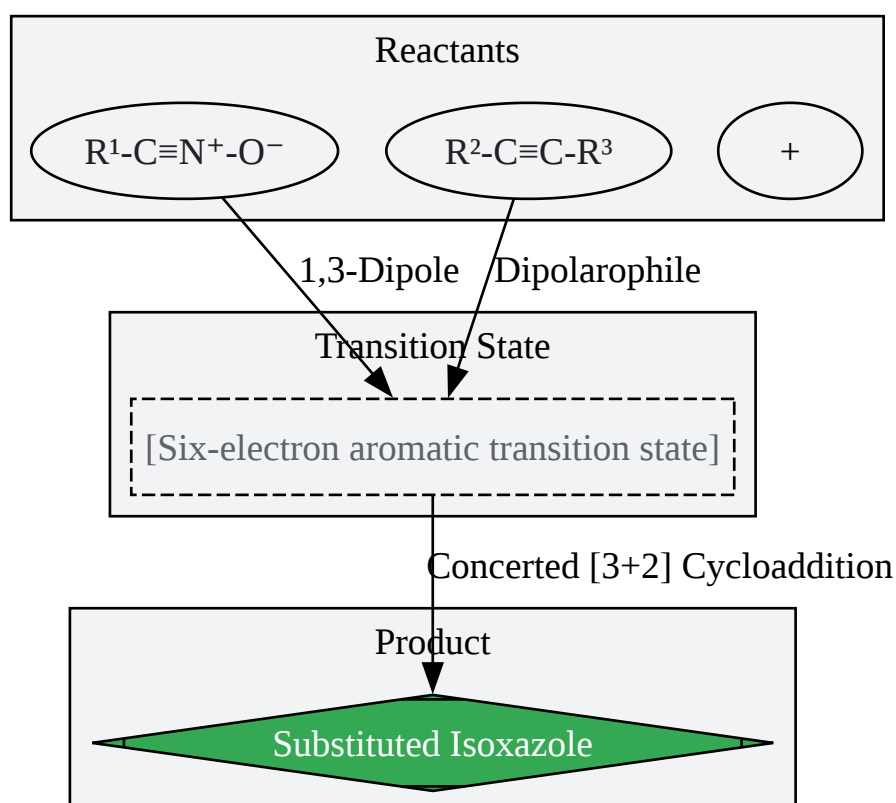 Reactants
R¹-C≡N⁺-O⁻
R²-C≡C-R³
+
1,3-Dipole
Dipolarophile
Transition State
[Six-electron aromatic transition state]
Concerted [3+2] Cycloaddition
Product
Substituted Isoxazole